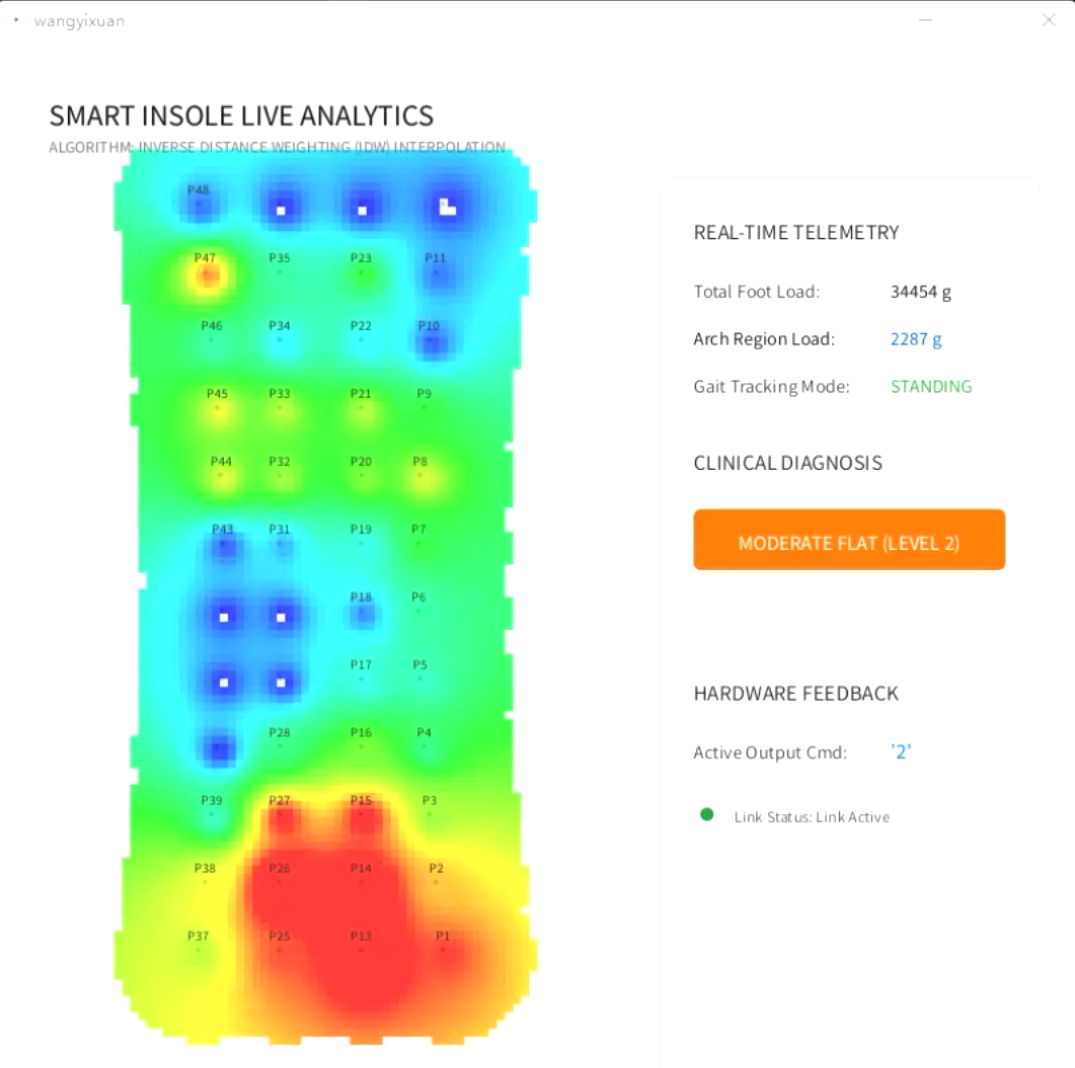 wangyixuan
SMART INSOLE LIVE ANALYTICS
ALGORITHM: INVERSE DISTANCE WEIGHTING (IDW) INTERPOLATION
P48
P47 P35 P23 P11
P46 P34 P22 P10
P45 P33 P21 P9
P44 P32 P20 P8
P43 P31 P19 P7
P18 P6
P17 P5
P28 P16 P4
P39 P27 P15 P3
P38 P26 P14 P2
P37 P25 P13 P1
REAL-TIME TELEMETRY
Total Foot Load: 34454 g
Arch Region Load: 2287 g
Gait Tracking Mode: STANDING
CLINICAL DIAGNOSIS
MODERATE FLAT (LEVEL 2)
HARDWARE FEEDBACK
Active Output Cmd: '2'
Link Status: Link Active